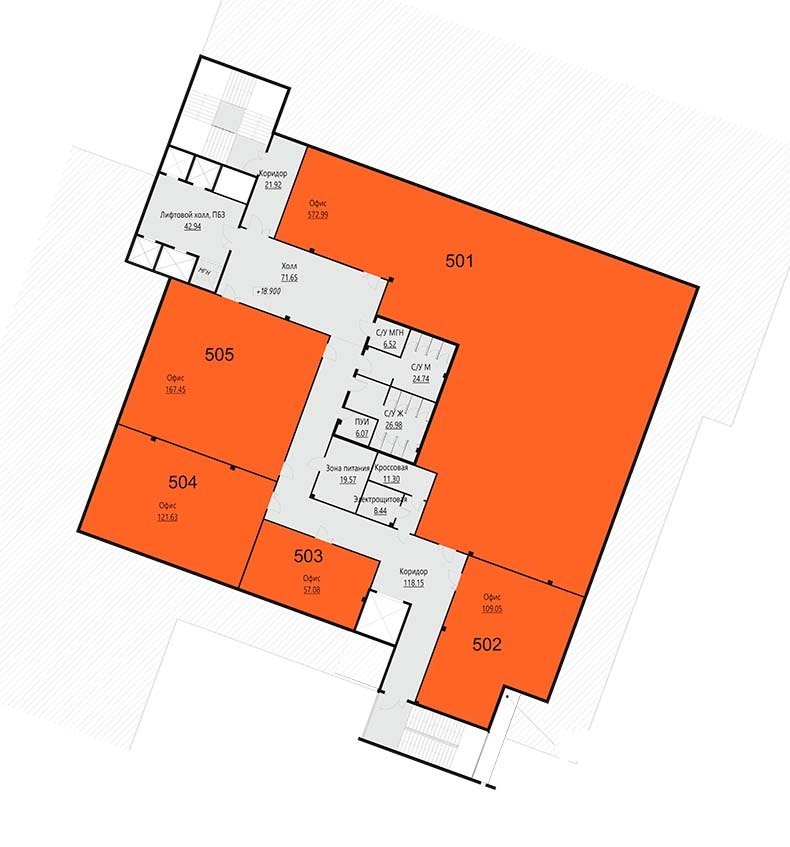 Коридор
21.92
Офис
572.99
Лифтовой холл, ПБЗ
42.94
501
МГН
Холл
71.65
+18.900
С/У МГН
6.52
505
С/У М
24.74
Офис
167.45
С/У Ж
26.98
ПУИ
6.07
Зона питания
19.57
Кроссовая
11.30
504
Офис
121.63
Электрощитовая
8.44
503
Офис
57.08
Коридор
118.15
Офис
109.05
502